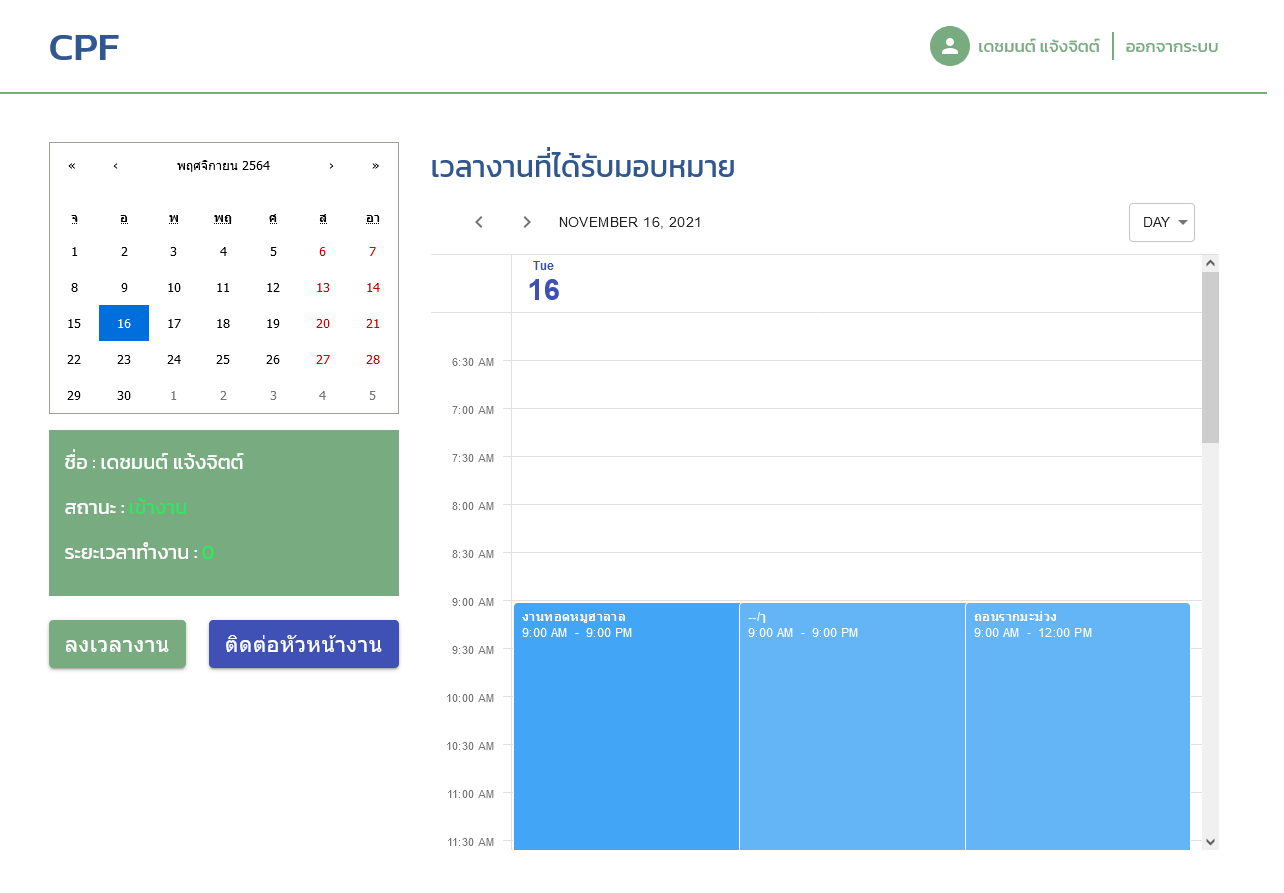 CPF
เดชมนต์ แจ้งจิตต์
ออกจากระบบ
« ‹ พฤศจิกายน 2564 › »
จ อ พ พฤ ศ ส อา
1 2 3 4 5 6 7
8 9 10 11 12 13 14
15 16 17 18 19 20 21
22 23 24 25 26 27 28
29 30 1 2 3 4 5
ชื่อ : เดชมนต์ แจ้งจิตต์
สถานะ : เข้างาน
ระยะเวลาทำงาน : 0
ลงเวลางาน
ติดต่อหัวหน้างาน
เวลางานที่ได้รับมอบหมาย
NOVEMBER 16, 2021
DAY
Tue
16
6:30 AM
7:00 AM
7:30 AM
8:00 AM
8:30 AM
9:00 AM
9:30 AM
10:00 AM
10:30 AM
11:00 AM
11:30 AM
งานทอดหมูฮาลาล
9:00 AM - 9:00 PM
--/ๅ
9:00 AM - 9:00 PM
ถอนรากมะม่วง
9:00 AM - 12:00 PM